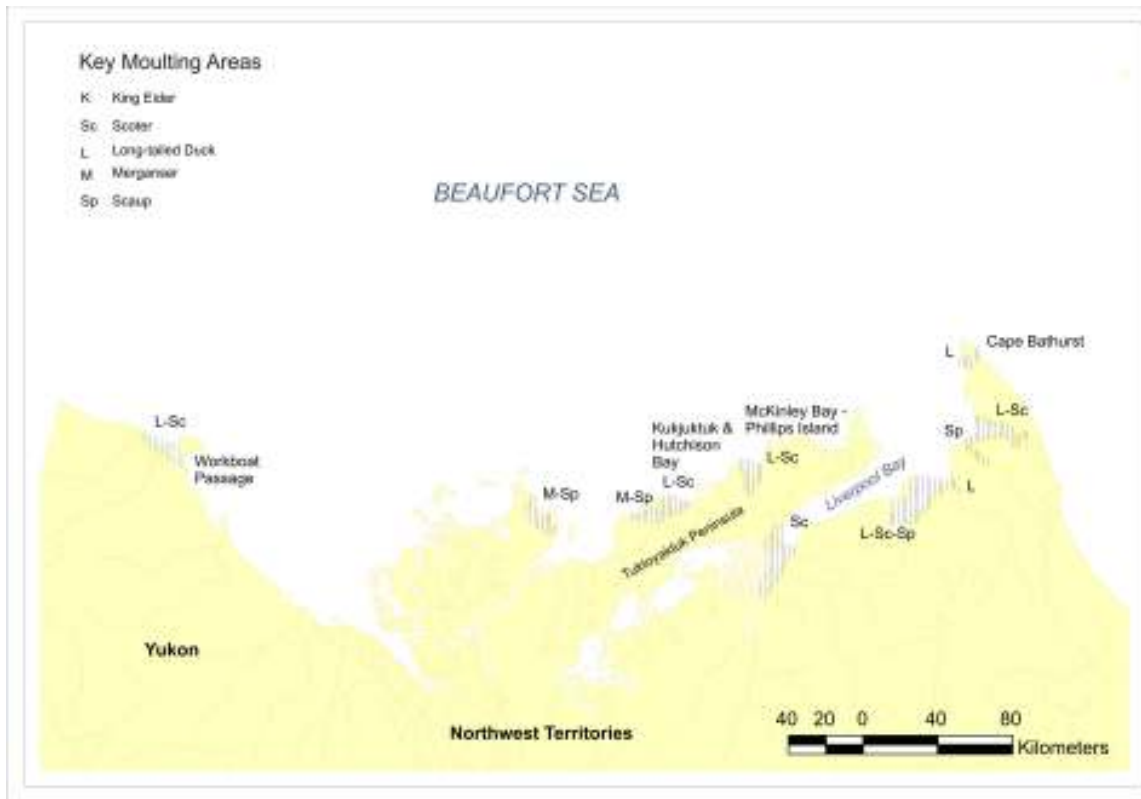 Key Moulting Areas
K King Eider
Sc Scoter
L Long-tailed Duck
M Merganser
Sp Scaup
BEAUFORT SEA
L
Cape Bathurst
L-Sc
McKinley Bay -
Phillips Island
L-Sc
Kukjuktuk &
Hutchison
Bay
L-Sc
Sp
Workboat
Passage
L-Sc
M-Sp
M-Sp
Liverpool Bay
L
Sc
L-Sc-Sp
Tuktoyaktuk Peninsula
Yukon
Northwest Territories
40 20 0 40 80
Kilometers